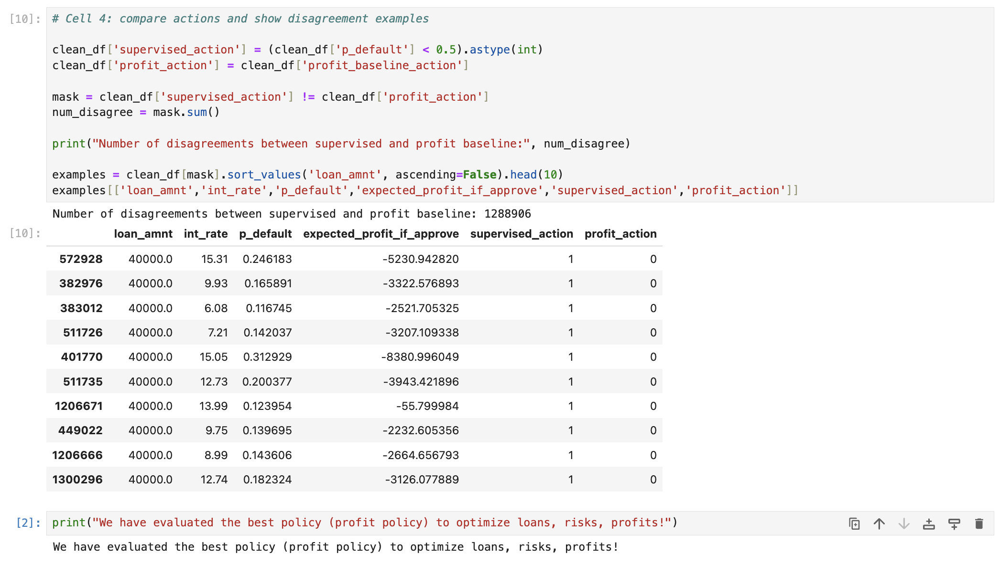 [10]: # Cell 4: compare actions and show disagreement examples
clean_df['supervised_action'] = (clean_df['p_default'] < 0.5).astype(int)
clean_df['profit_action'] = clean_df['profit_baseline_action']
mask = clean_df['supervised_action'] != clean_df['profit_action']
num_disagree = mask.sum()
print("Number of disagreements between supervised and profit baseline:", num_disagree)
examples = clean_df[mask].sort_values('loan_amnt', ascending=False).head(10)
examples[['loan_amnt','int_rate','p_default','expected_profit_if_approve','supervised_action','profit_action']]
Number of disagreements between supervised and profit baseline: 1288906
[10]: loan_amnt int_rate p_default expected_profit_if_approve supervised_action profit_action
572928 40000.0 15.31 0.246183 -5230.942820 1 0
382976 40000.0 9.93 0.165891 -3322.576893 1 0
383012 40000.0 6.08 0.116745 -2521.705325 1 0
511726 40000.0 7.21 0.142037 -3207.109338 1 0
401770 40000.0 15.05 0.312929 -8380.996049 1 0
511735 40000.0 12.73 0.200377 -3943.421896 1 0
1206671 40000.0 13.99 0.123954 -55.799984 1 0
449022 40000.0 9.75 0.139695 -2232.605356 1 0
1206666 40000.0 8.99 0.143606 -2664.656793 1 0
1300296 40000.0 12.74 0.182324 -3126.077889 1 0
[2]: print("We have evaluated the best policy (profit policy) to optimize loans, risks, profits!")
We have evaluated the best policy (profit policy) to optimize loans, risks, profits!